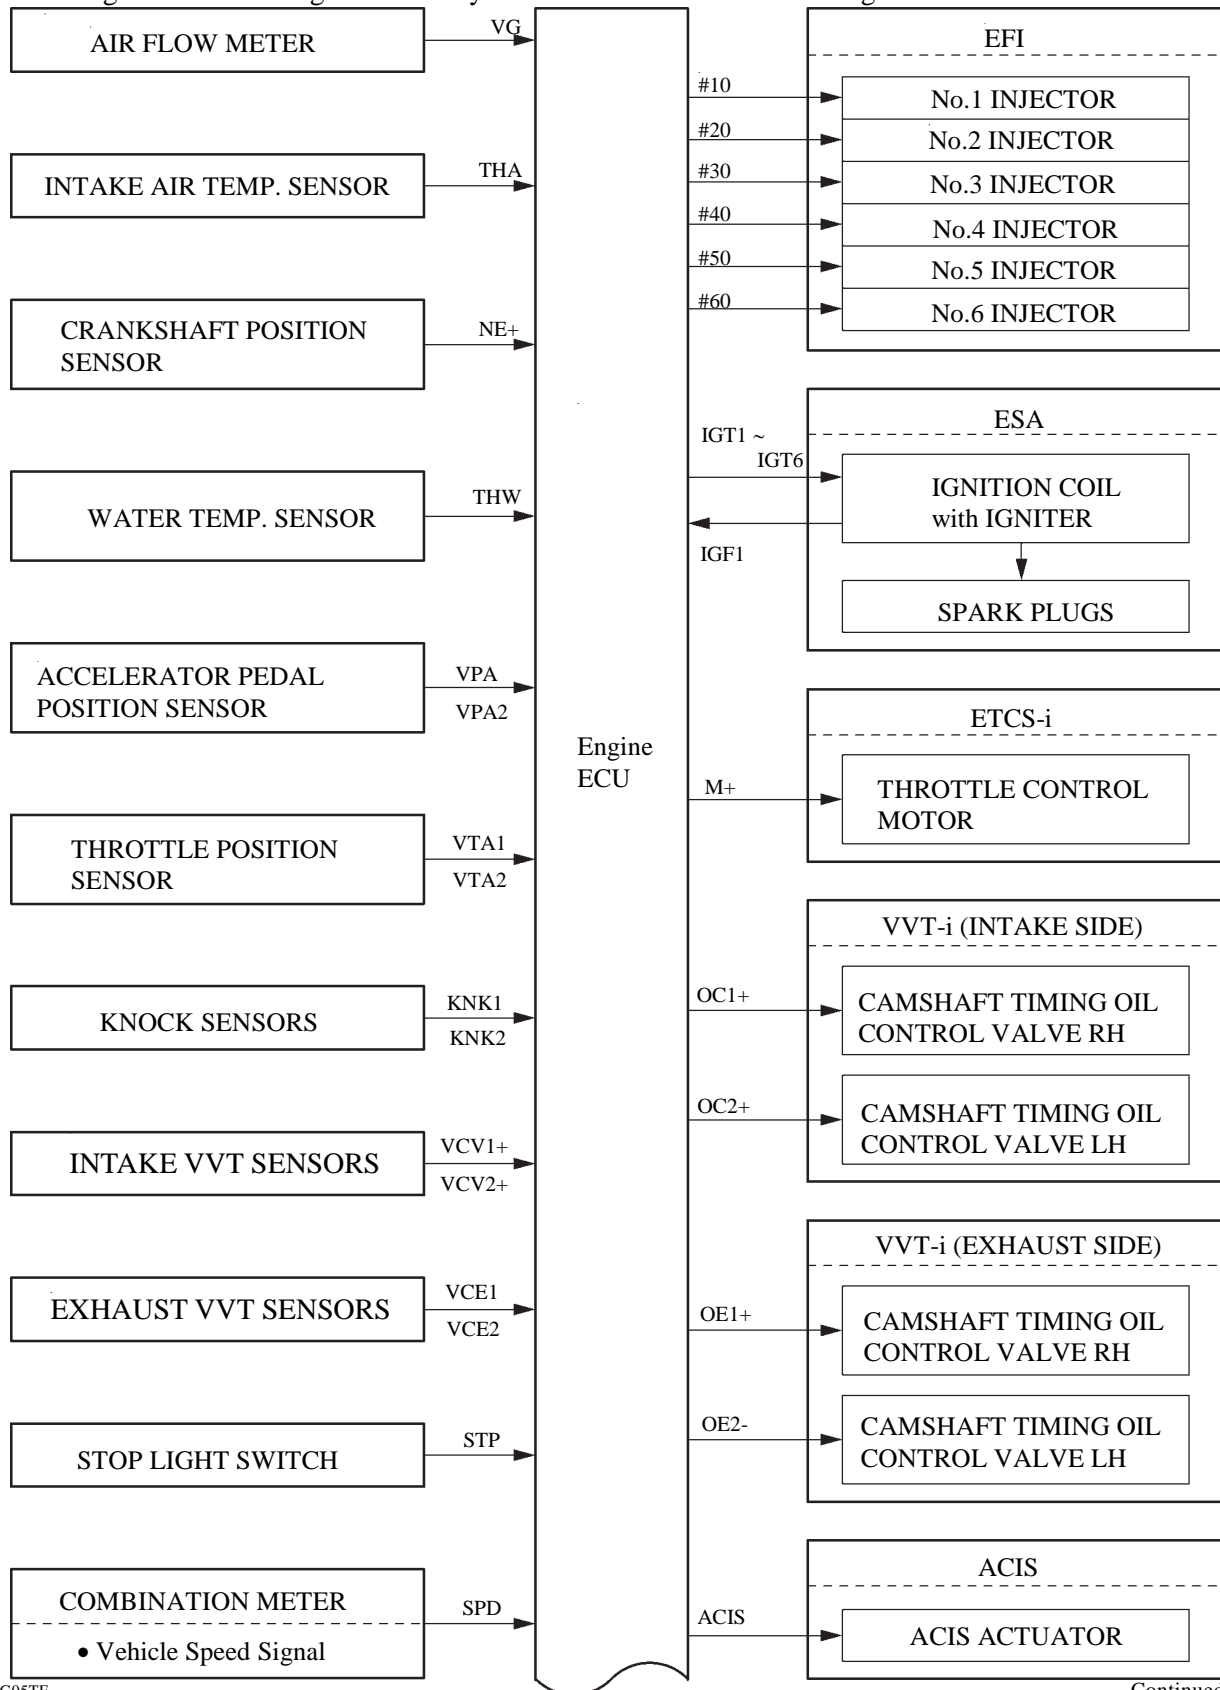 AIR FLOW METER
VG
INTAKE AIR TEMP. SENSOR
THA
CRANKSHAFT POSITION
SENSOR
NE+
WATER TEMP. SENSOR
THW
ACCELERATOR PEDAL
POSITION SENSOR
VPA
VPA2
THROTTLE POSITION
SENSOR
VTA1
VTA2
KNOCK SENSORS
KNK1
KNK2
INTAKE VVT SENSORS
VCV1+
VCV2+
EXHAUST VVT SENSORS
VCE1
VCE2
STOP LIGHT SWITCH
STP
COMBINATION METER
• Vehicle Speed Signal
SPD
Engine
ECU
EFI
#10
No.1 INJECTOR
#20
No.2 INJECTOR
#30
No.3 INJECTOR
#40
No.4 INJECTOR
#50
No.5 INJECTOR
#60
No.6 INJECTOR
ESA
IGT1 ~
IGT6
IGNITION COIL
with IGNITER
IGF1
SPARK PLUGS
ETCS-i
M+
THROTTLE CONTROL
MOTOR
VVT-i (INTAKE SIDE)
OC1+
CAMSHAFT TIMING OIL
CONTROL VALVE RH
OC2+
CAMSHAFT TIMING OIL
CONTROL VALVE LH
VVT-i (EXHAUST SIDE)
OE1+
CAMSHAFT TIMING OIL
CONTROL VALVE RH
OE2-
CAMSHAFT TIMING OIL
CONTROL VALVE LH
ACIS
ACIS
ACIS ACTUATOR
Continued